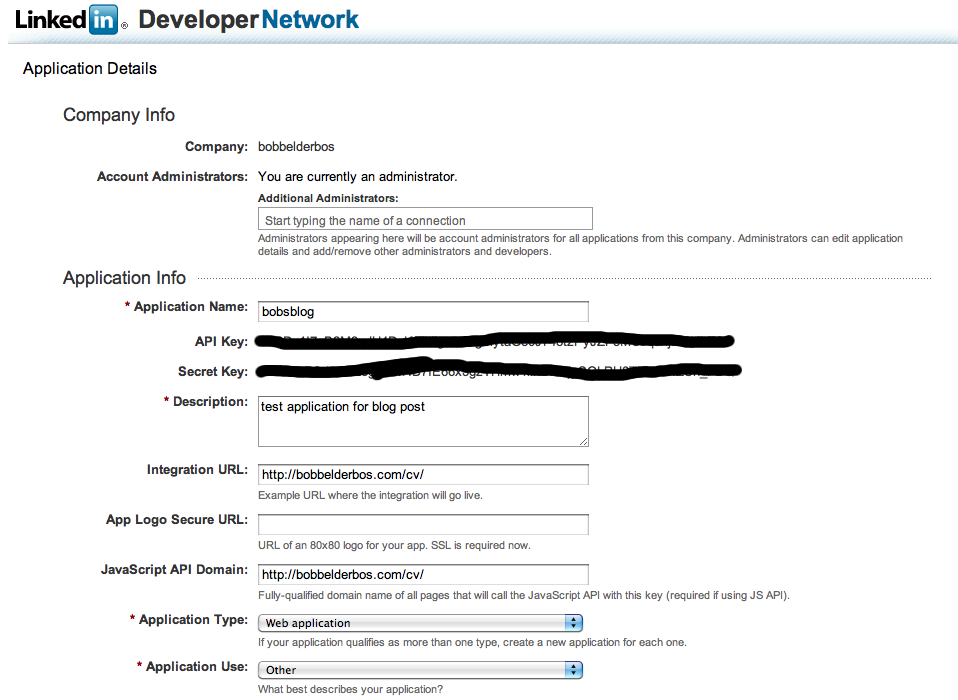 Linked in ® DeveloperNetwork
Application Details
Company Info
Company: bobbelderbos
Account Administrators: You are currently an administrator.
Additional Administrators:
Start typing the name of a connection
Administrators appearing here will be account administrators for all applications from this company. Administrators can edit application
details and add/remove other administrators and developers.
Application Info
* Application Name: bobsblog
API Key:
Secret Key:
* Description: test application for blog post
Integration URL: http://bobbelderbos.com/cv/
Example URL where the integration will go live.
App Logo Secure URL:
URL of an 80x80 logo for your app. SSL is required now.
JavaScript API Domain: http://bobbelderbos.com/cv/
Fully-qualified domain name of all pages that will call the JavaScript API with this key (required if using JS API).
* Application Type: Web application
If your application qualifies as more than one type, create a new application for each one.
* Application Use: Other
What best describes your application?